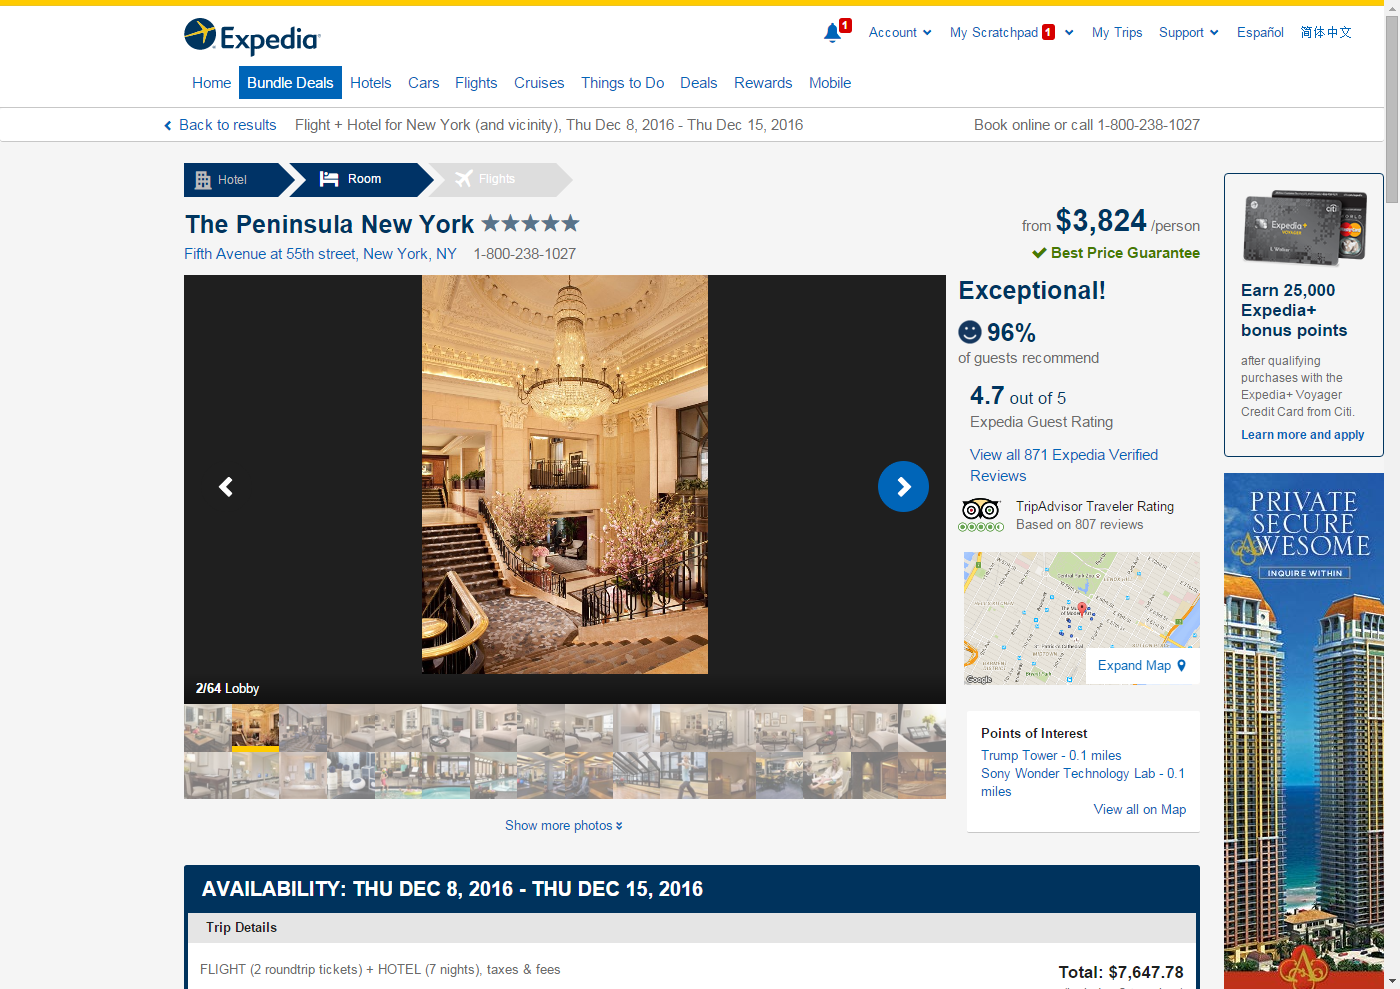 Expedia
1
Account
My Scratchpad 1
My Trips
Support
Español
简体中文
Home
Bundle Deals
Hotels
Cars
Flights
Cruises
Things to Do
Deals
Rewards
Mobile
Back to results
Flight + Hotel for New York (and vicinity), Thu Dec 8, 2016 - Thu Dec 15, 2016
Book online or call 1-800-238-1027
Hotel
Room
Flights
The Peninsula New York
Fifth Avenue at 55th street, New York, NY
1-800-238-1027
from $3,824 /person
Best Price Guarantee
2/64 Lobby
Show more photos
Exceptional!
96%
of guests recommend
4.7 out of 5
Expedia Guest Rating
View all 871 Expedia Verified
Reviews
TripAdvisor Traveler Rating
Based on 807 reviews
Expand Map
Google
Points of Interest
Trump Tower - 0.1 miles
Sony Wonder Technology Lab - 0.1
miles
View all on Map
citi
Expedia+
VOYAGER
Earn 25,000
Expedia+
bonus points
after qualifying
purchases with the
Expedia+ Voyager
Credit Card from Citi.
Learn more and apply
PRIVATE
SECURE
AWESOME
INQUIRE WITHIN
AVAILABILITY: THU DEC 8, 2016 - THU DEC 15, 2016
Trip Details
FLIGHT (2 roundtrip tickets) + HOTEL (7 nights), taxes & fees
Total: $7,647.78